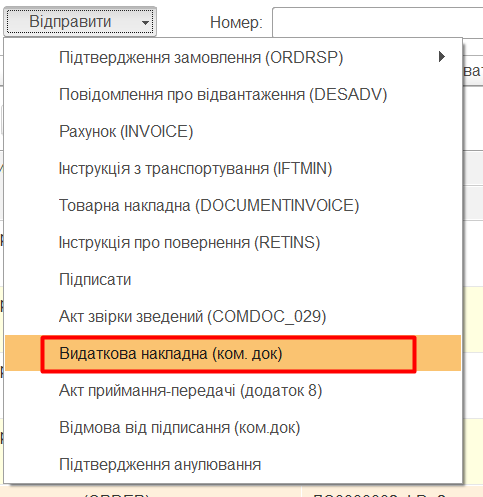 Відправити
Номер:
Підтвердження замовлення (ORDRSP)
Повідомлення про відвантаження (DESADV)
Рахунок (INVOICE)
Інструкція з транспортування (IFTMIN)
Товарна накладна (DOCUMENTINVOICE)
Інструкція про повернення (RETINS)
Підписати
Акт звірки зведений (COMDOC_029)
Видаткова накладна (ком. док)
Акт приймання-передачі (додаток 8)
Відмова від підписання (ком.док)
Підтвердження анулювання